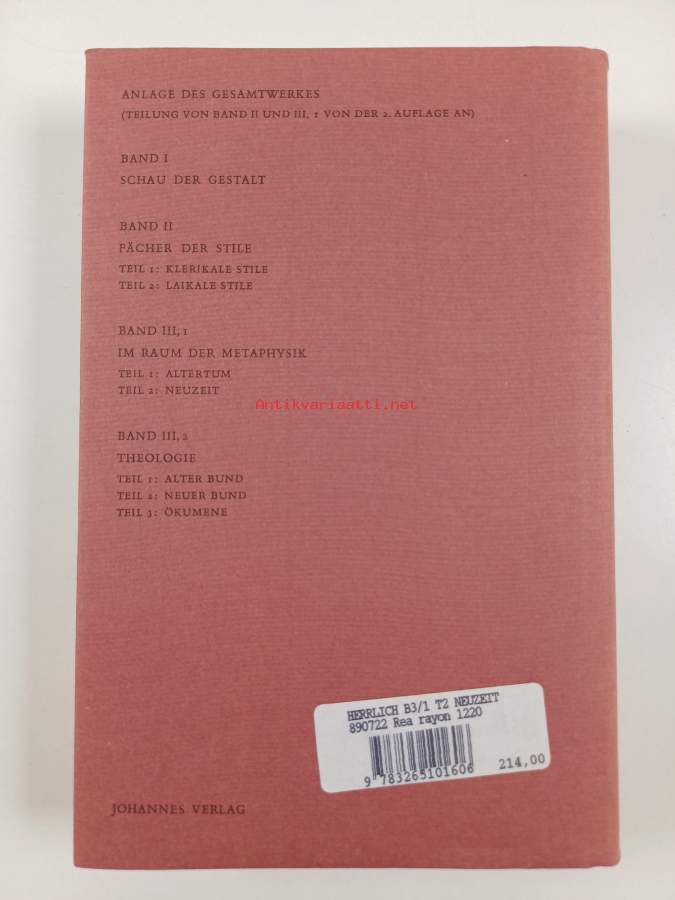 ANLAGE DES GESAMTWERKES
(TEILUNG VON BAND II UND III, 1 VON DER 2. AUFLAGE AN)
BAND I
SCHAU DER GESTALT
BAND II
FÄCHER DER STILE
TEIL 1: KLERIKALE STILE
TEIL 2: LAIKALE STILE
BAND III, 1
IM RAUM DER METAPHYSIK
TEIL 1: ALTERTUM
TEIL 2: NEUZEIT
Antikvariaatti.net
BAND III, 2
THEOLOGIE
TEIL 1: ALTER BUND
TEIL 2: NEUER BUND
TEIL 3: ÖKUMENE
HERRLICH B3/1 T2 NEUZEIT
890722 Rea rayon 1220
9 783265101606 214,00
JOHANNES VERLAG